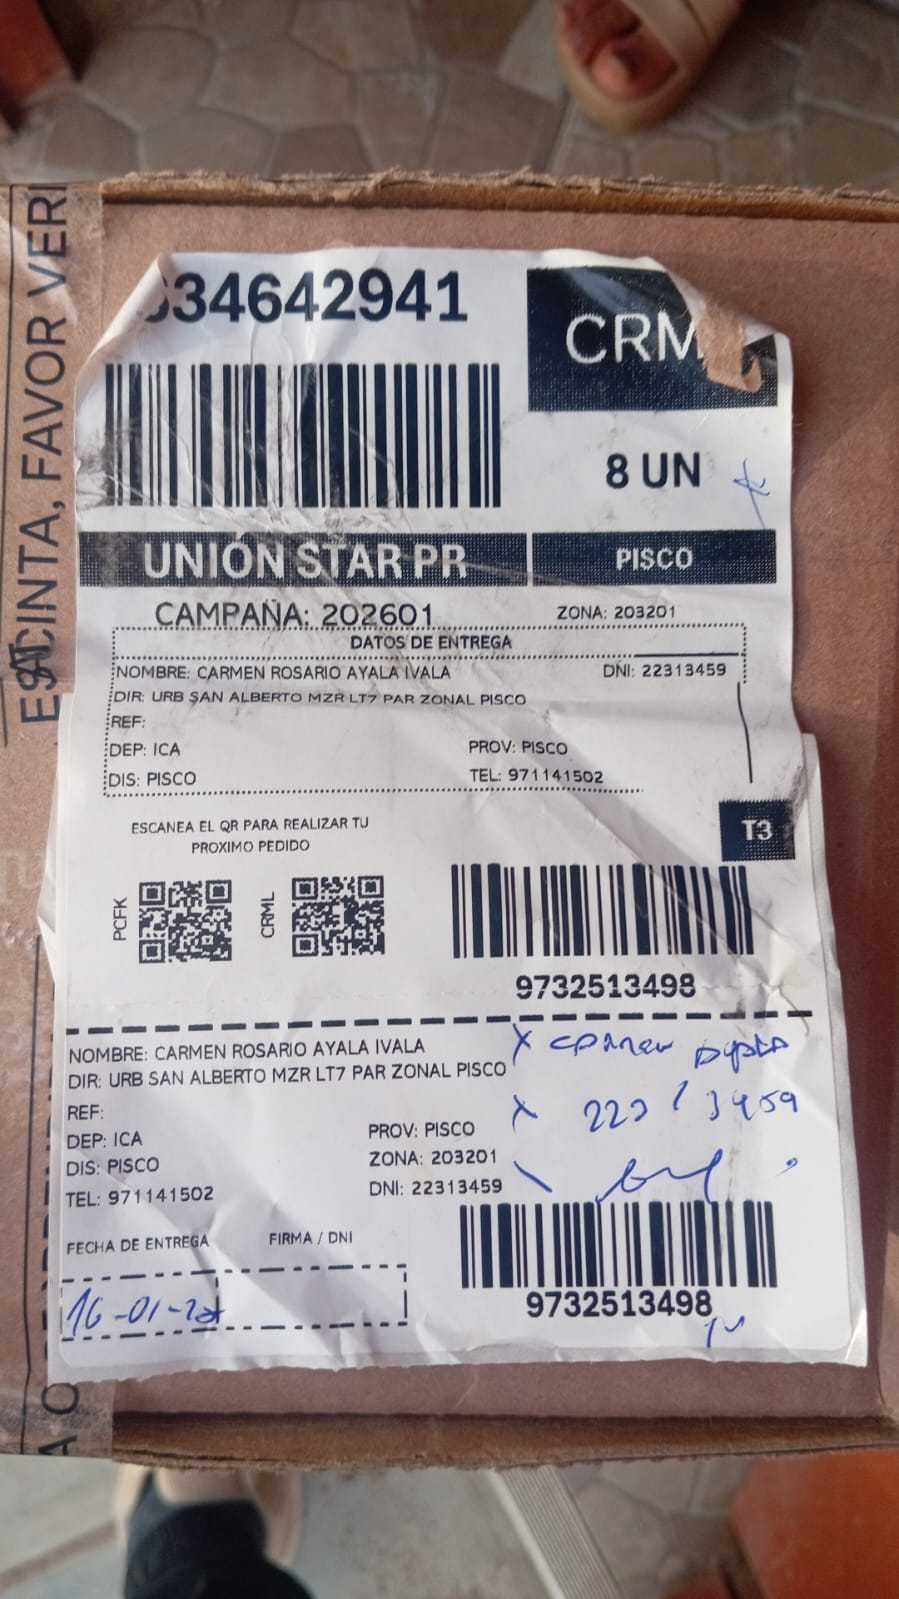 34642941
CRM
8 UN
UNIÓN STAR PR
PISCO
CAMPAÑA: 202601
ZONA: 203201
DATOS DE ENTREGA
NOMBRE: CARMEN ROSARIO AYALA IVALA
DNI: 22313459
DIR: URB SAN ALBERTO MZR LT7 PAR ZONAL PISCO
REF:
DEP: ICA
PROV: PISCO
DIS: PISCO
TEL: 971141502
ESCANEA EL QR PARA REALIZAR TU
PROXIMO PEDIDO
T3
PCFK
CRML
9732513498
NOMBRE: CARMEN ROSARIO AYALA IVALA
DIR: URB SAN ALBERTO MZR LT7 PAR ZONAL PISCO
REF:
DEP: ICA
PROV: PISCO
DIS: PISCO
ZONA: 203201
TEL: 971141502
DNI: 22313459
FECHA DE ENTREGA
FIRMA / DNI
9732513498
X Carmen
CINTA, FAVOR VERI